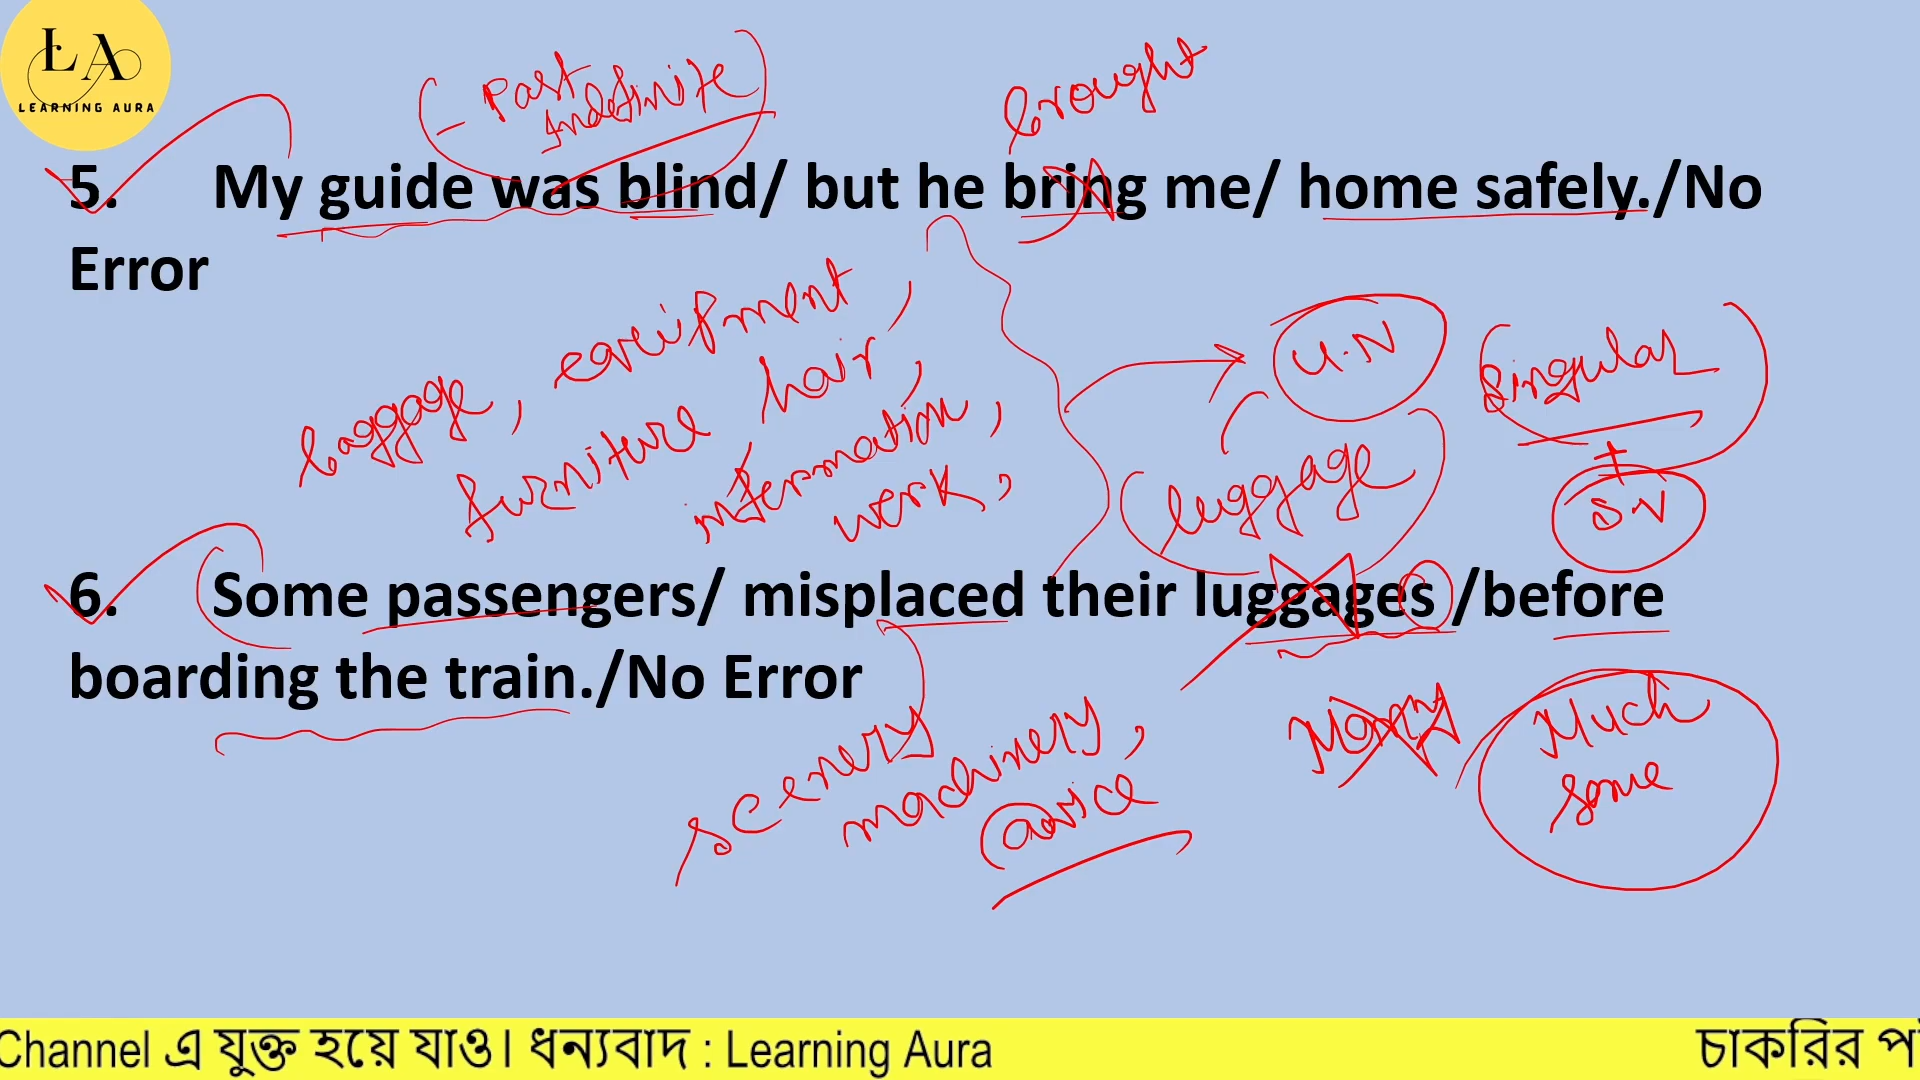 LA
LEARNING AURA
- Past
Indefinite
brought
5. My guide was blind/ but he bring me/ home safely./No
Error
luggage, equipment,
furniture, hair,
information,
work,
U.N
Singular
+
S.V
luggage
6. Some passengers/ misplaced their luggages /before
boarding the train./No Error
scenery
machinery,
advice
Many
Much
Some
Channel এ যুক্ত হয়ে যাও। ধন্যবাদ : Learning Aura
চাকরির